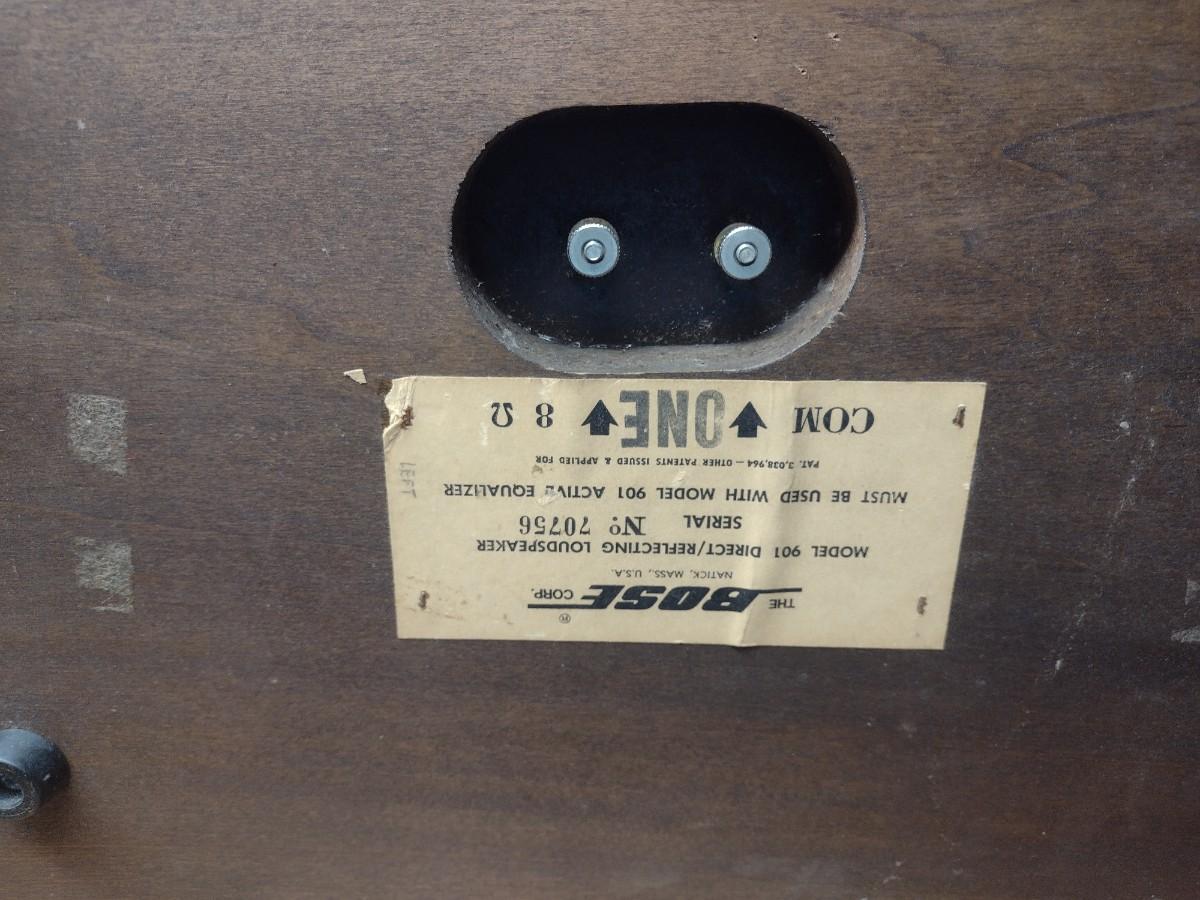 THE BOSE CORP. ®
NATICK, MASS., U.S.A.
MODEL 901 DIRECT/REFLECTING LOUDSPEAKER
SERIAL Nº 70756
MUST BE USED WITH MODEL 901 ACTIVE EQUALIZER
PAT. 3,038,964 — OTHER PATENTS ISSUED & APPLIED FOR
COM ONE 8 Ω
LEFT